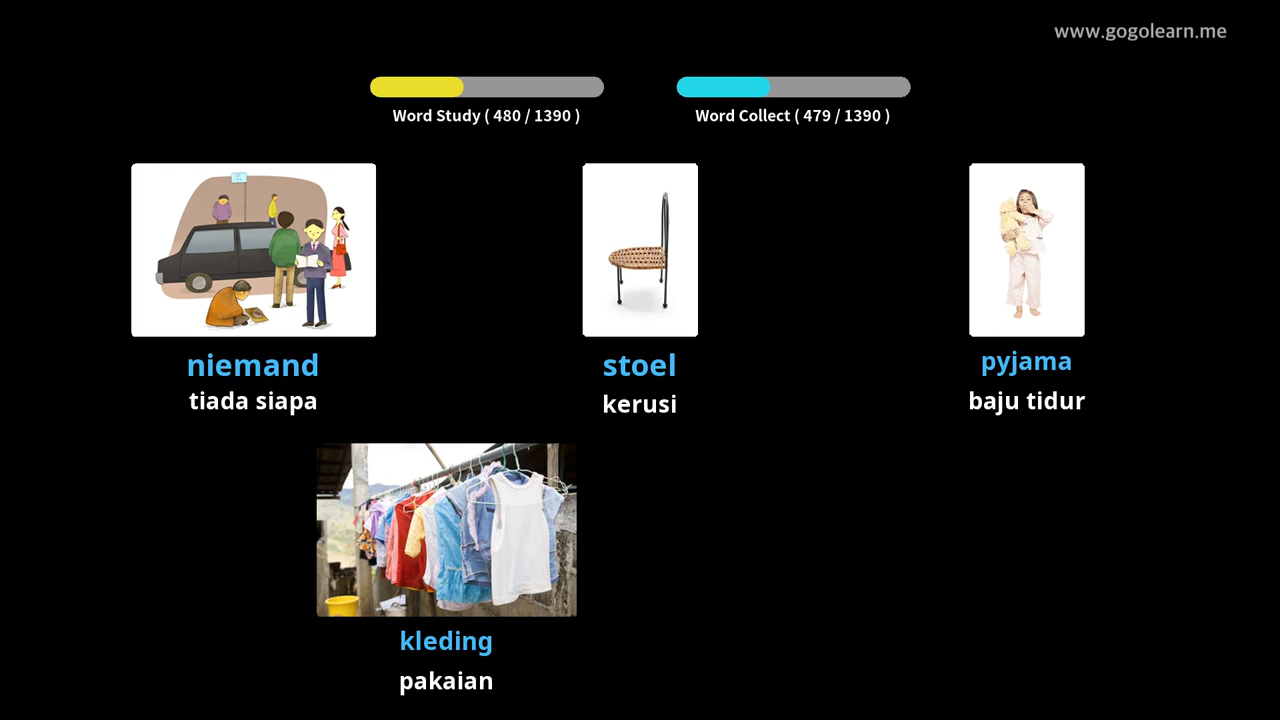 www.gogolearn.me
Word Study ( 480 / 1390 )
Word Collect ( 479 / 1390 )
niemand
tiada siapa
stoel
kerusi
pyjama
baju tidur
kleding
pakaian